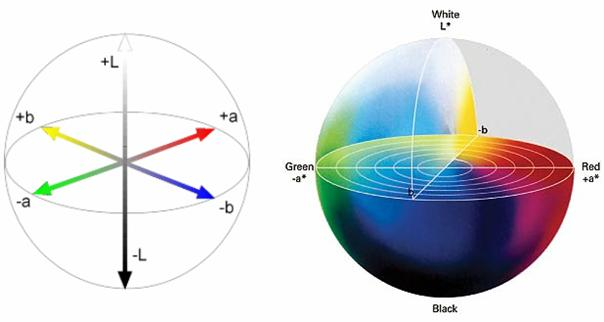 +L
+b
+a
-a
-b
-L
White
L*
-b
Green
-a*
Red
+a*
b
Black